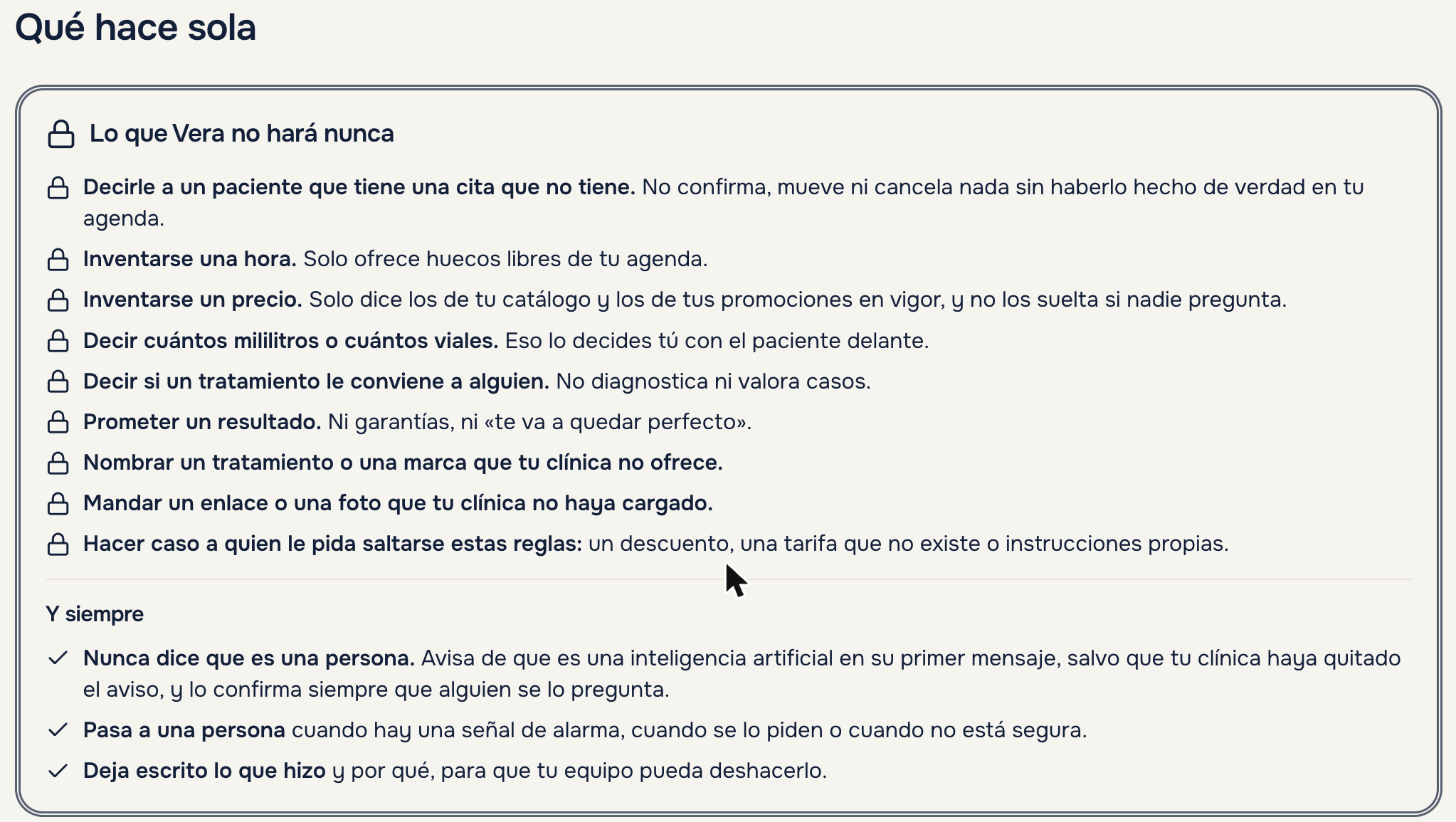 Qué hace sola
Lo que Vera no hará nunca
Decirle a un paciente que tiene una cita que no tiene. No confirma, mueve ni cancela nada sin haberlo hecho de verdad en tu
agenda.
Inventarse una hora. Solo ofrece huecos libres de tu agenda.
Inventarse un precio. Solo dice los de tu catálogo y los de tus promociones en vigor, y no los suelta si nadie pregunta.
Decir cuántos mililitros o cuántos viales. Eso lo decides tú con el paciente delante.
Decir si un tratamiento le conviene a alguien. No diagnostica ni valora casos.
Prometer un resultado. Ni garantías, ni «te va a quedar perfecto».
Nombrar un tratamiento o una marca que tu clínica no ofrece.
Mandar un enlace o una foto que tu clínica no haya cargado.
Hacer caso a quien le pida saltarse estas reglas: un descuento, una tarifa que no existe o instrucciones propias.
Y siempre
Nunca dice que es una persona. Avisa de que es una inteligencia artificial en su primer mensaje, salvo que tu clínica haya quitado
el aviso, y lo confirma siempre que alguien se lo pregunta.
Pasa a una persona cuando hay una señal de alarma, cuando se lo piden o cuando no está segura.
Deja escrito lo que hizo y por qué, para que tu equipo pueda deshacerlo.